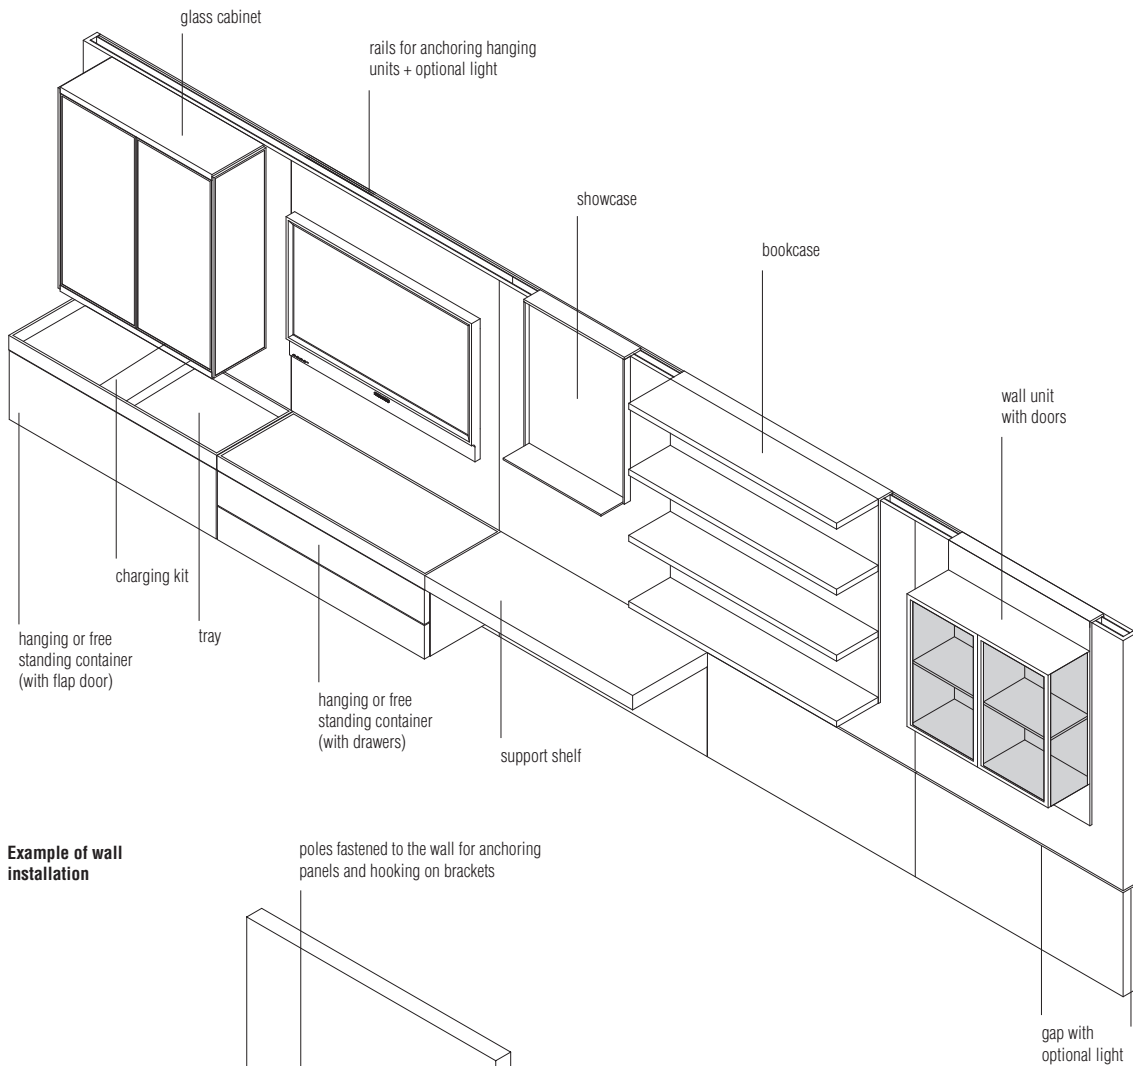 glass cabinet
rails for anchoring hanging
units + optional light
showcase
bookcase
wall unit
with doors
charging kit
tray
hanging or free
standing container
(with flap door)
hanging or free
standing container
(with drawers)
support shelf
Example of wall
installation
poles fastened to the wall for anchoring
panels and hooking on brackets
gap with
optional light